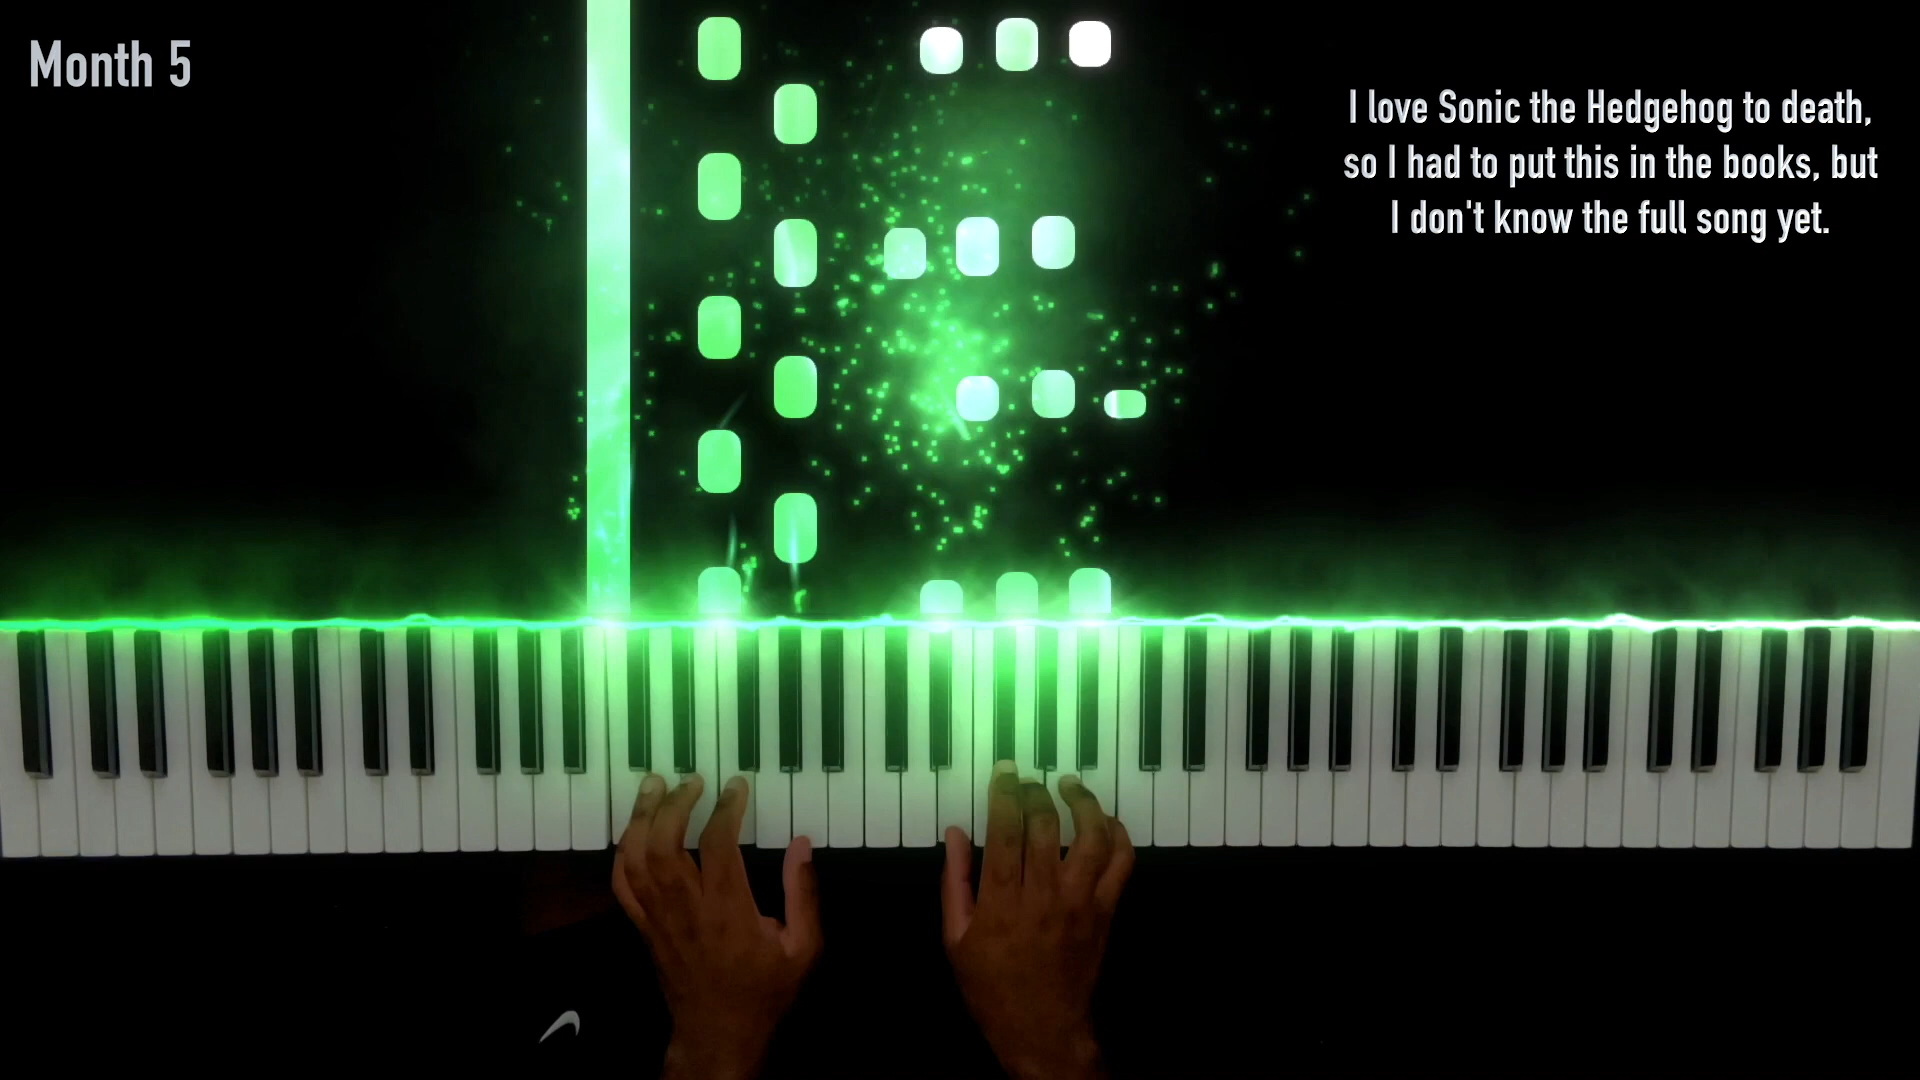 Month 5
I love Sonic the Hedgehog to death,
so I had to put this in the books, but
I don't know the full song yet.